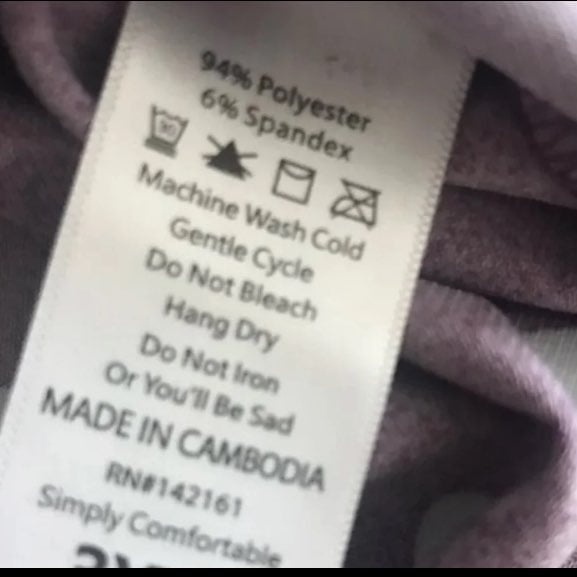 94% Polyester
6% Spandex
30
Machine Wash Cold
Gentle Cycle
Do Not Bleach
Hang Dry
Do Not Iron
Or You'll Be Sad
MADE IN CAMBODIA
RN#142161
Simply Comfortable